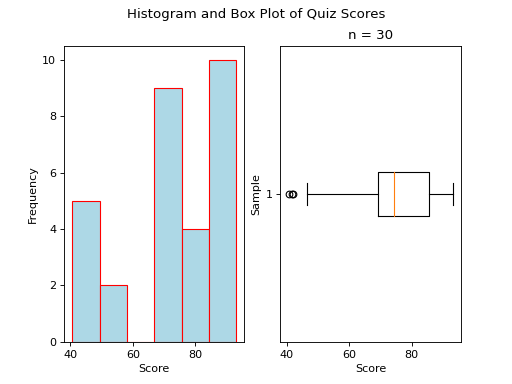 Histogram and Box Plot of Quiz Scores
n = 30
10
8
6
4
2
0
Frequency
40 60 80
Score
Sample
1
40 60 80
Score